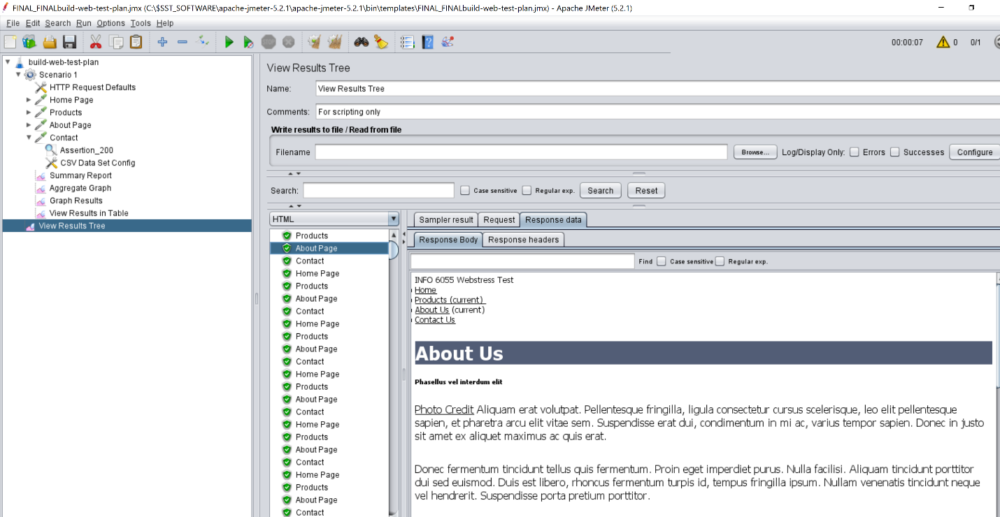 FINAL_FINALbuild-web-test-plan.jmx (C:\$SST_SOFTWARE\apache-jmeter-5.2.1\apache-jmeter-5.2.1\bin\templates\FINAL_FINALbuild-web-test-plan.jmx) - Apache JMeter (5.2.1)
File Edit Search Run Options Tools Help
00:00:07 0 0/1
build-web-test-plan
Scenario 1
HTTP Request Defaults
Home Page
Products
About Page
Contact
Assertion_200
CSV Data Set Config
Summary Report
Aggregate Graph
Graph Results
View Results in Table
View Results Tree
View Results Tree
Name: View Results Tree
Comments: For scripting only
Write results to file / Read from file
Filename Browse... Log/Display Only: Errors Successes Configure
Search: Case sensitive Regular exp. Search Reset
HTML
Products
About Page
Contact
Home Page
Products
About Page
Contact
Home Page
Products
About Page
Contact
Home Page
Products
About Page
Contact
Home Page
Products
About Page
Contact
Home Page
Products
About Page
Contact
Sampler result Request Response data
Response Body Response headers
Find Case sensitive Regular exp.
INFO 6055 Webstress Test
Home
Products (current)
About Us (current)
Contact Us
About Us
Phasellus vel interdum elit
Photo Credit Aliquam erat volutpat. Pellentesque fringilla, ligula consectetur cursus scelerisque, leo elit pellentesque
sapien, et pharetra arcu elit vitae sem. Suspendisse erat dui, condimentum in mi ac, varius tempor sapien. Donec in justo
sit amet ex aliquet maximus ac quis erat.
Donec fermentum tincidunt tellus quis fermentum. Proin eget imperdiet purus. Nulla facilisi. Aliquam tincidunt porttitor
dui sed euismod. Duis est libero, rhoncus fermentum turpis id, tempus fringilla ipsum. Nullam venenatis tincidunt neque
vel hendrerit. Suspendisse porta pretium porttitor.